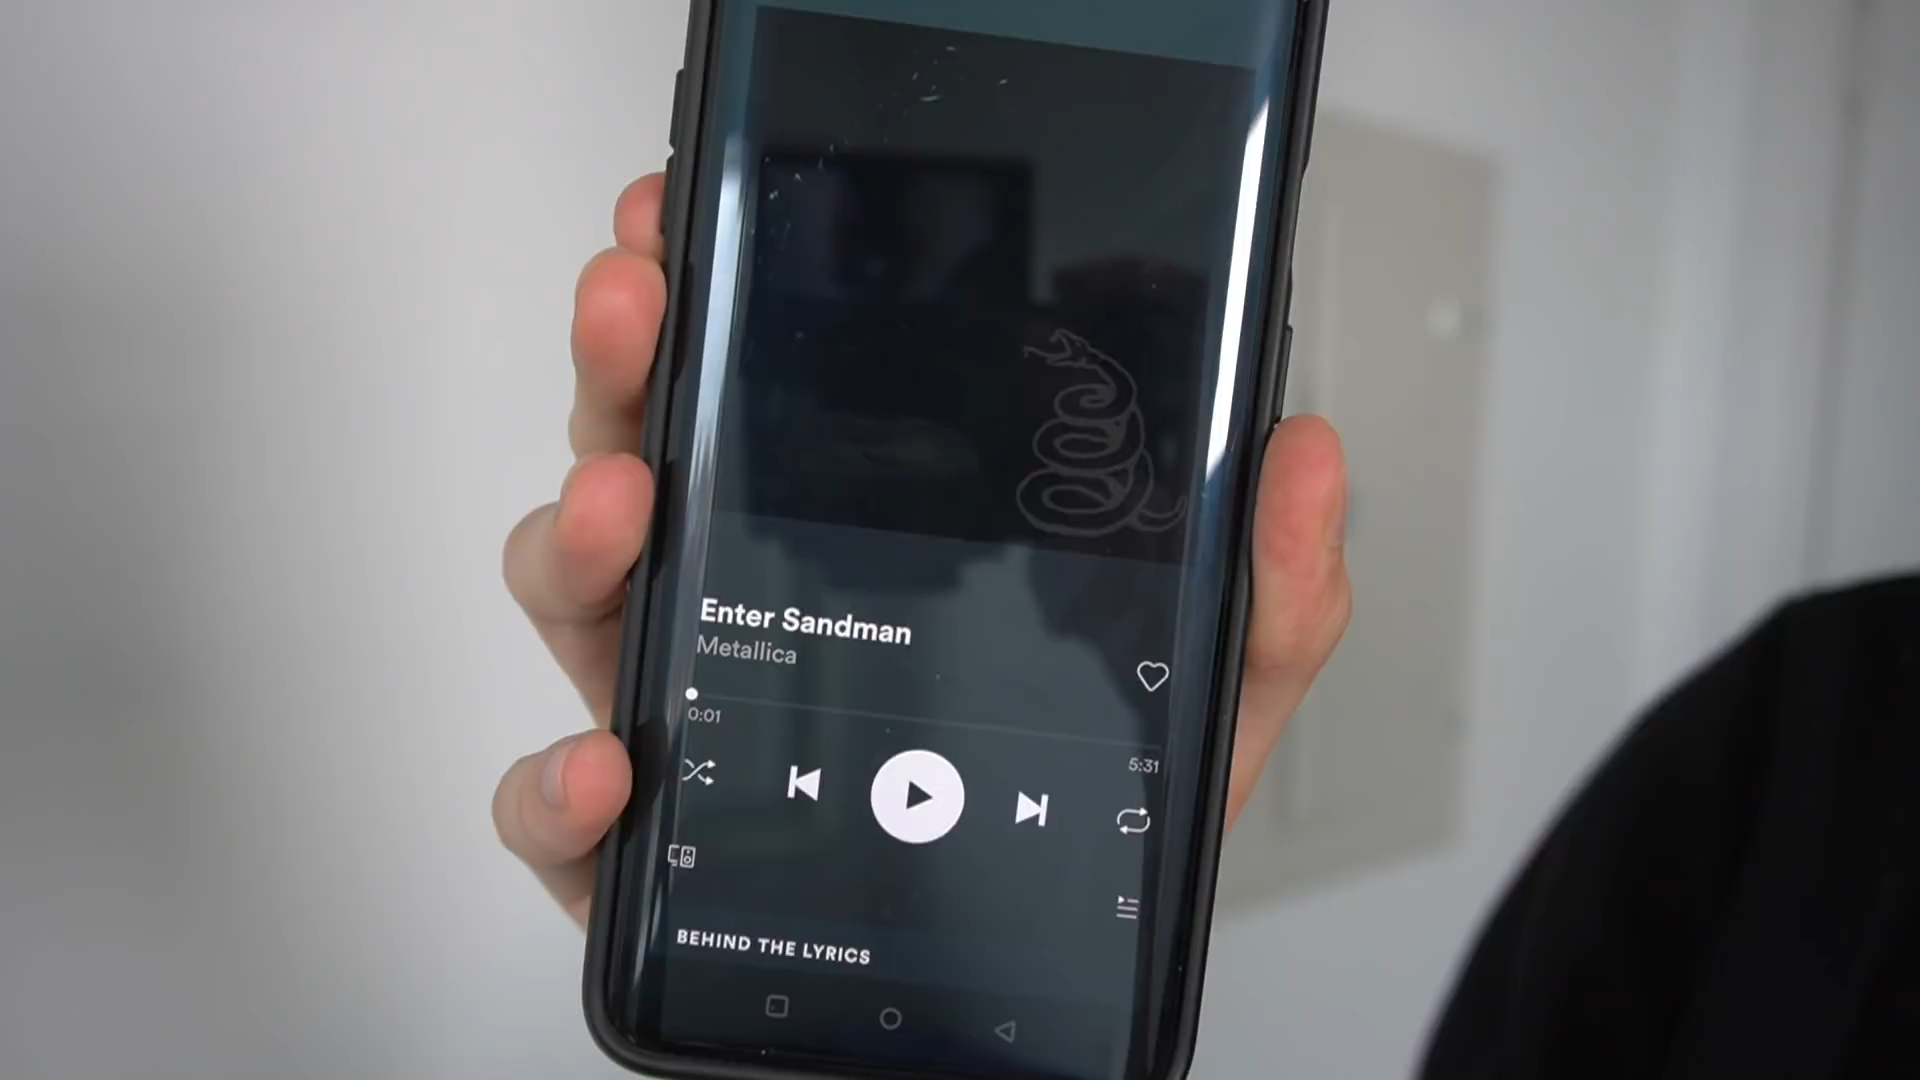 Enter Sandman
Metallica
0:01
5:31
BEHIND THE LYRICS